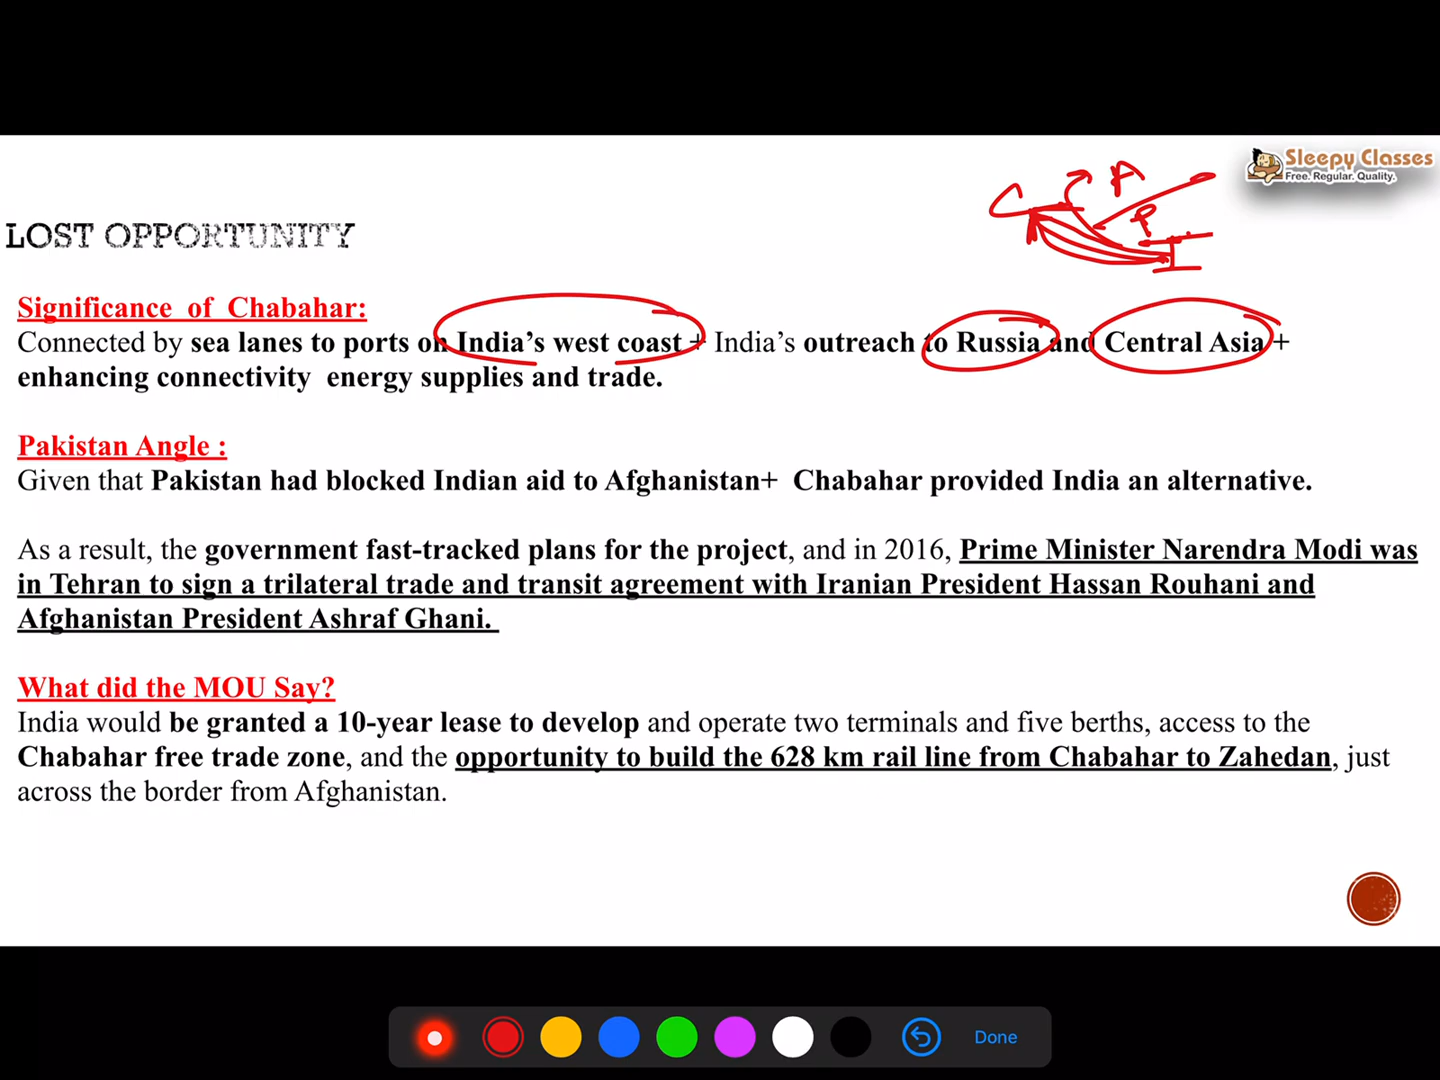 Sleepy Classes
Free. Regular. Quality.
C A
P
I
LOST OPPORTUNITY
Significance of Chabahar:
Connected by sea lanes to ports on India's west coast + India's outreach to Russia and Central Asia +
enhancing connectivity energy supplies and trade.
Pakistan Angle :
Given that Pakistan had blocked Indian aid to Afghanistan+ Chabahar provided India an alternative.
As a result, the government fast-tracked plans for the project, and in 2016, Prime Minister Narendra Modi was
in Tehran to sign a trilateral trade and transit agreement with Iranian President Hassan Rouhani and
Afghanistan President Ashraf Ghani.
What did the MOU Say?
India would be granted a 10-year lease to develop and operate two terminals and five berths, access to the
Chabahar free trade zone, and the opportunity to build the 628 km rail line from Chabahar to Zahedan, just
across the border from Afghanistan.
Done